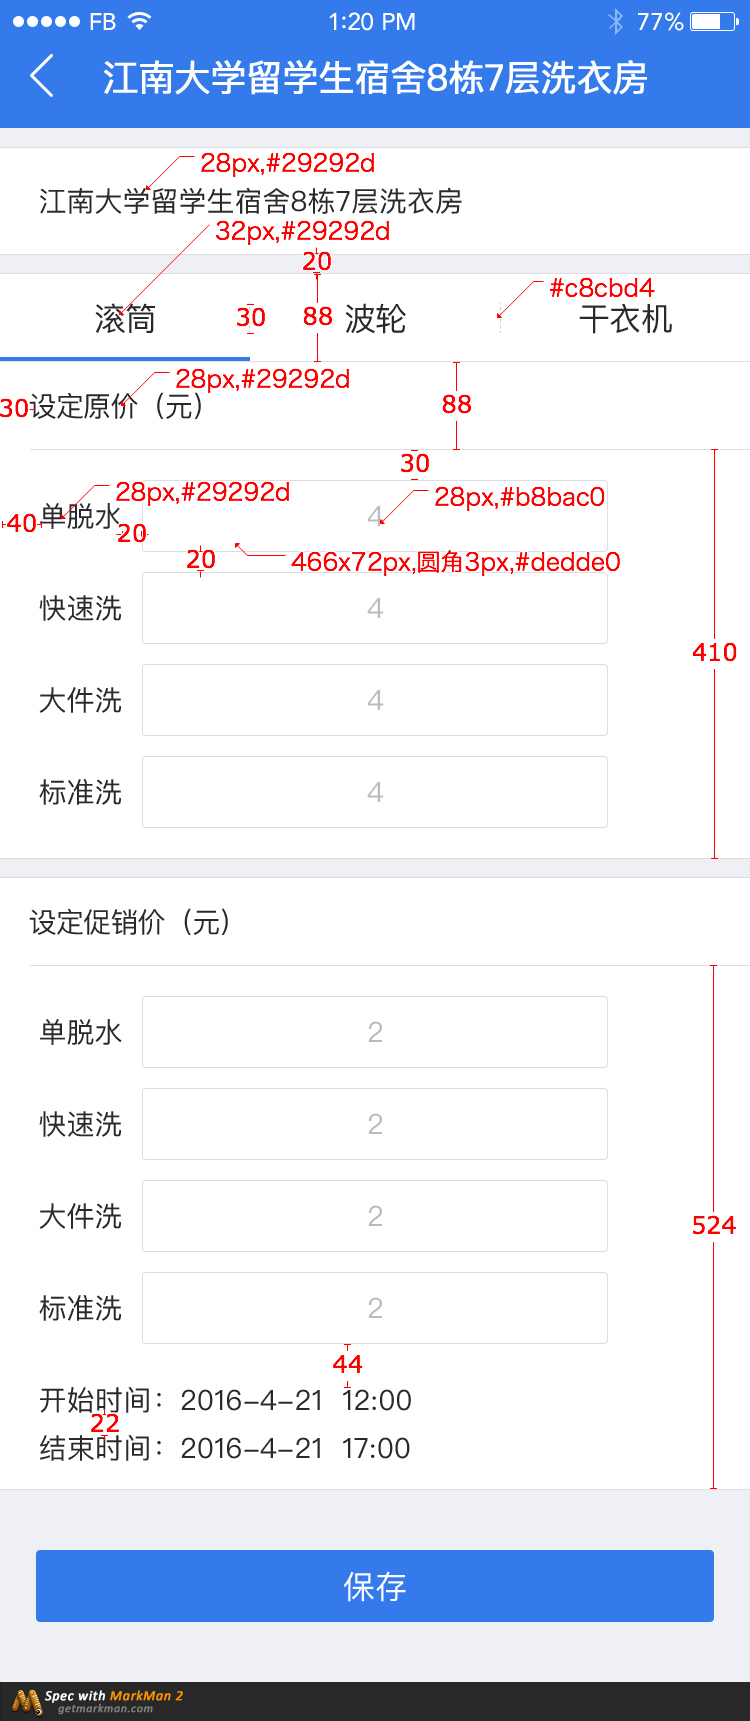 FB 1:20 PM 77%
江南大学留学生宿舍8栋7层洗衣房
28px,#29292d
江南大学留学生宿舍8栋7层洗衣房
32px,#29292d
20
#c8cbd4
滚筒 30 88 波轮 干衣机
28px,#29292d
30 设定原价（元） 88
30
28px,#29292d 28px,#b8bac0
40 单脱水 20 4
20 466x72px,圆角3px,#dedde0
快速洗 4
410
大件洗 4
标准洗 4
设定促销价（元）
单脱水 2
快速洗 2
大件洗 2
524
标准洗 2
44
开始时间：2016-4-21 12:00
22
结束时间：2016-4-21 17:00
保存
Spec with MarkMan 2
getmarkman.com